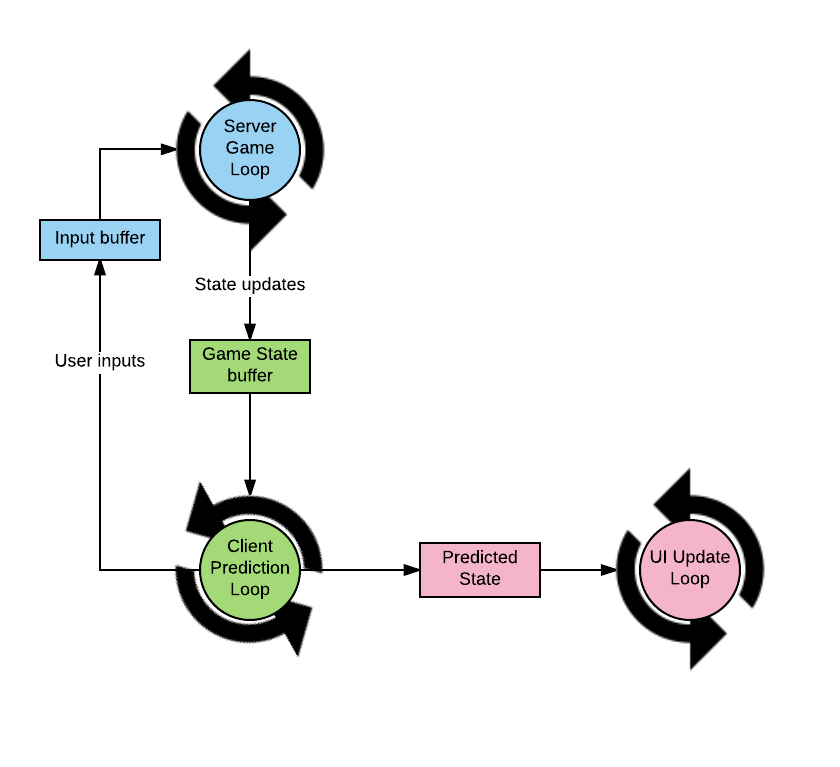 Server
Game
Loop
Input buffer
State updates
Game State
buffer
User inputs
Client
Prediction
Loop
Predicted
State
UI Update
Loop